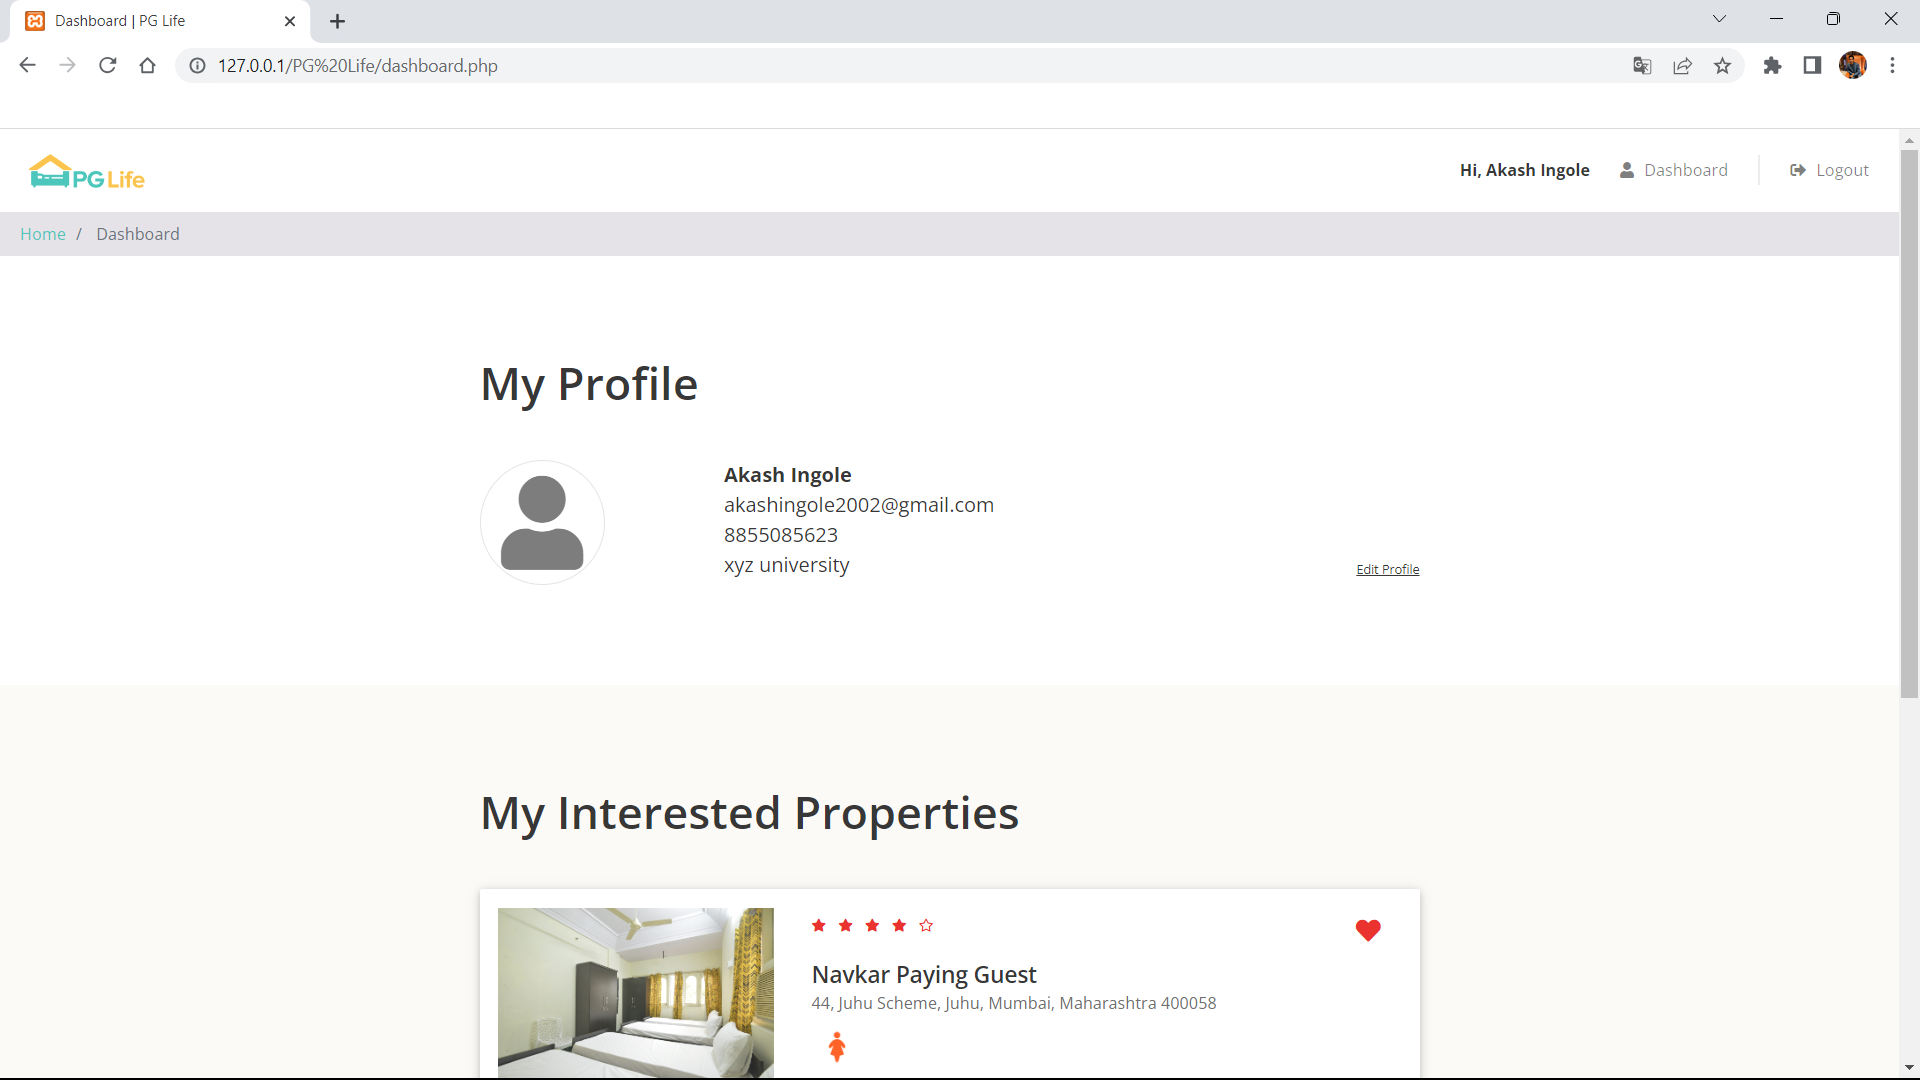 Dashboard | PG Life
127.0.0.1/PG%20Life/dashboard.php
PG Life
Hi, Akash Ingole
Dashboard
Logout
Home / Dashboard
My Profile
Akash Ingole
akashingole2002@gmail.com
8855085623
xyz university
Edit Profile
My Interested Properties
Navkar Paying Guest
44, Juhu Scheme, Juhu, Mumbai, Maharashtra 400058